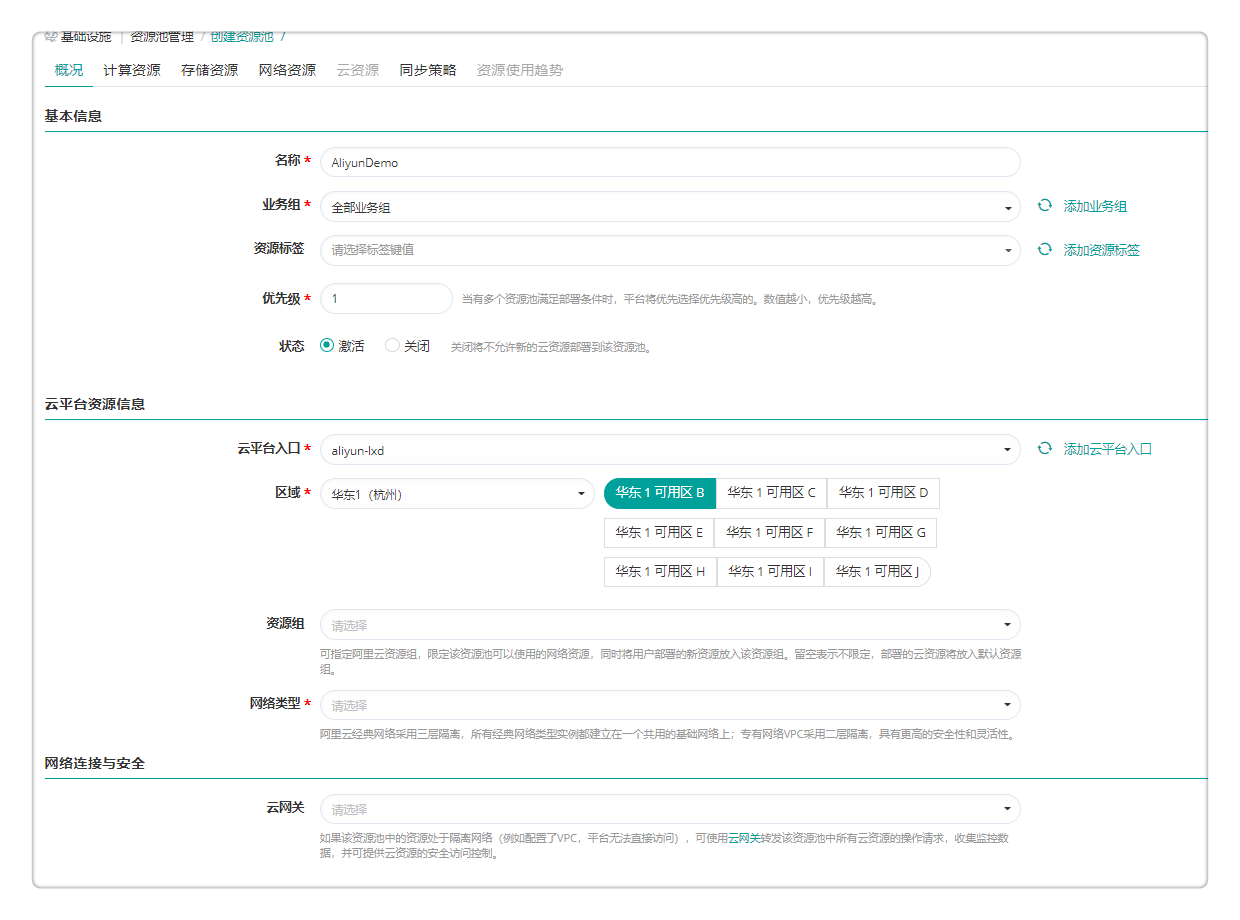 基础设施 | 资源池管理 / 创建资源池 /
概况 计算资源 存储资源 网络资源 云资源 同步策略 资源使用趋势
基本信息
名称 * AliyunDemo
业务组 * 全部业务组 添加业务组
资源标签 请选择标签键值 添加资源标签
优先级 * 1 当有多个资源池满足部署条件时，平台将优先选择优先级高的。数值越小，优先级越高。
状态 激活 关闭 关闭将不允许新的云资源部署到该资源池。
云平台资源信息
云平台入口 * aliyun-lxd 添加云平台入口
区域 * 华东1（杭州） 华东 1 可用区 B 华东 1 可用区 C 华东 1 可用区 D
华东 1 可用区 E 华东 1 可用区 F 华东 1 可用区 G
华东 1 可用区 H 华东 1 可用区 I 华东 1 可用区 J
资源组 请选择
可指定阿里云资源组，限定该资源池可以使用的网络资源，同时将用户部署的新资源放入该资源组。留空表示不限定，部署的云资源将放入默认资源
组。
网络类型 * 请选择
阿里云经典网络采用三层隔离，所有经典网络类型实例都建立在一个共用的基础网络上；专有网络VPC采用二层隔离，具有更高的安全性和灵活性。
网络连接与安全
云网关 请选择
如果该资源池中的资源处于隔离网络（例如配置了VPC，平台无法直接访问），可使用云网关转发该资源池中所有云资源的操作请求，收集监控数
据，并可提供云资源的安全访问控制。